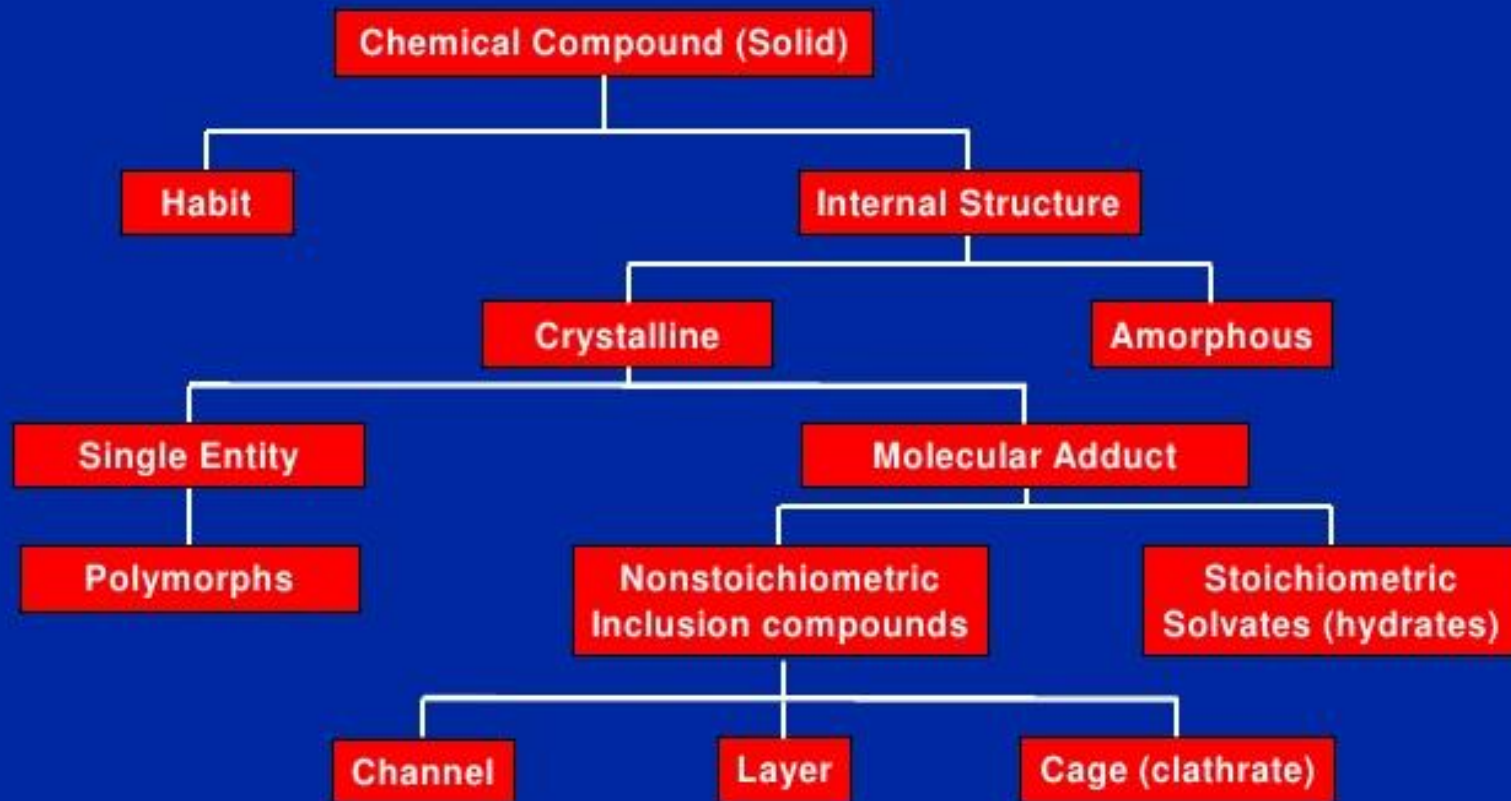 Chemical Compound (Solid)
Habit
Internal Structure
Crystalline
Amorphous
Single Entity
Molecular Adduct
Polymorphs
Nonstoichiometric
Inclusion compounds
Stoichiometric
Solvates (hydrates)
Channel
Layer
Cage (clathrate)